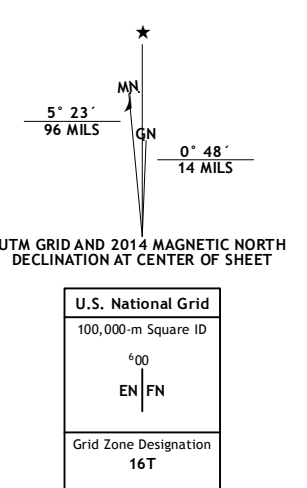 ★
MN
5° 23´
96 MILS
GN
0° 48´
14 MILS
UTM GRID AND 2014 MAGNETIC NORTH
DECLINATION AT CENTER OF SHEET
U.S. National Grid
100,000-m Square ID
⁶00
EN FN
Grid Zone Designation
16T